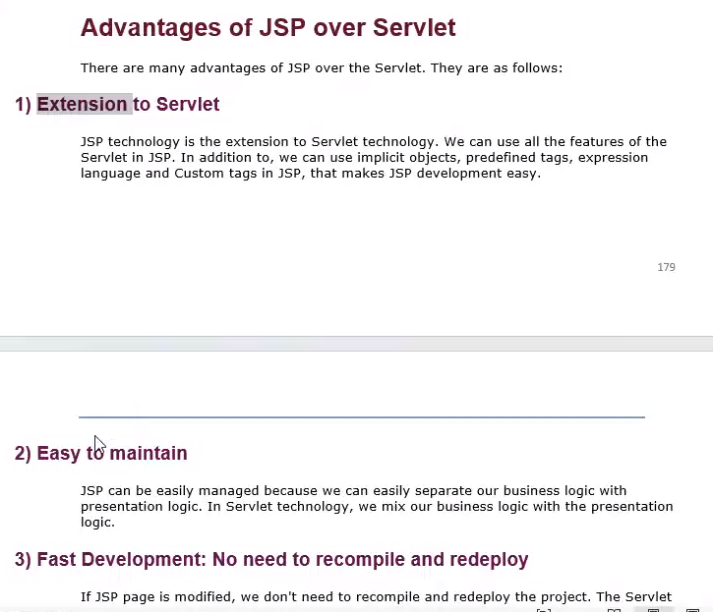 Advantages of JSP over Servlet
There are many advantages of JSP over the Servlet. They are as follows:
1) Extension to Servlet
JSP technology is the extension to Servlet technology. We can use all the features of the
Servlet in JSP. In addition to, we can use implicit objects, predefined tags, expression
language and Custom tags in JSP, that makes JSP development easy.
179
2) Easy to maintain
JSP can be easily managed because we can easily separate our business logic with
presentation logic. In Servlet technology, we mix our business logic with the presentation
logic.
3) Fast Development: No need to recompile and redeploy
If JSP page is modified, we don't need to recompile and redeploy the project. The Servlet